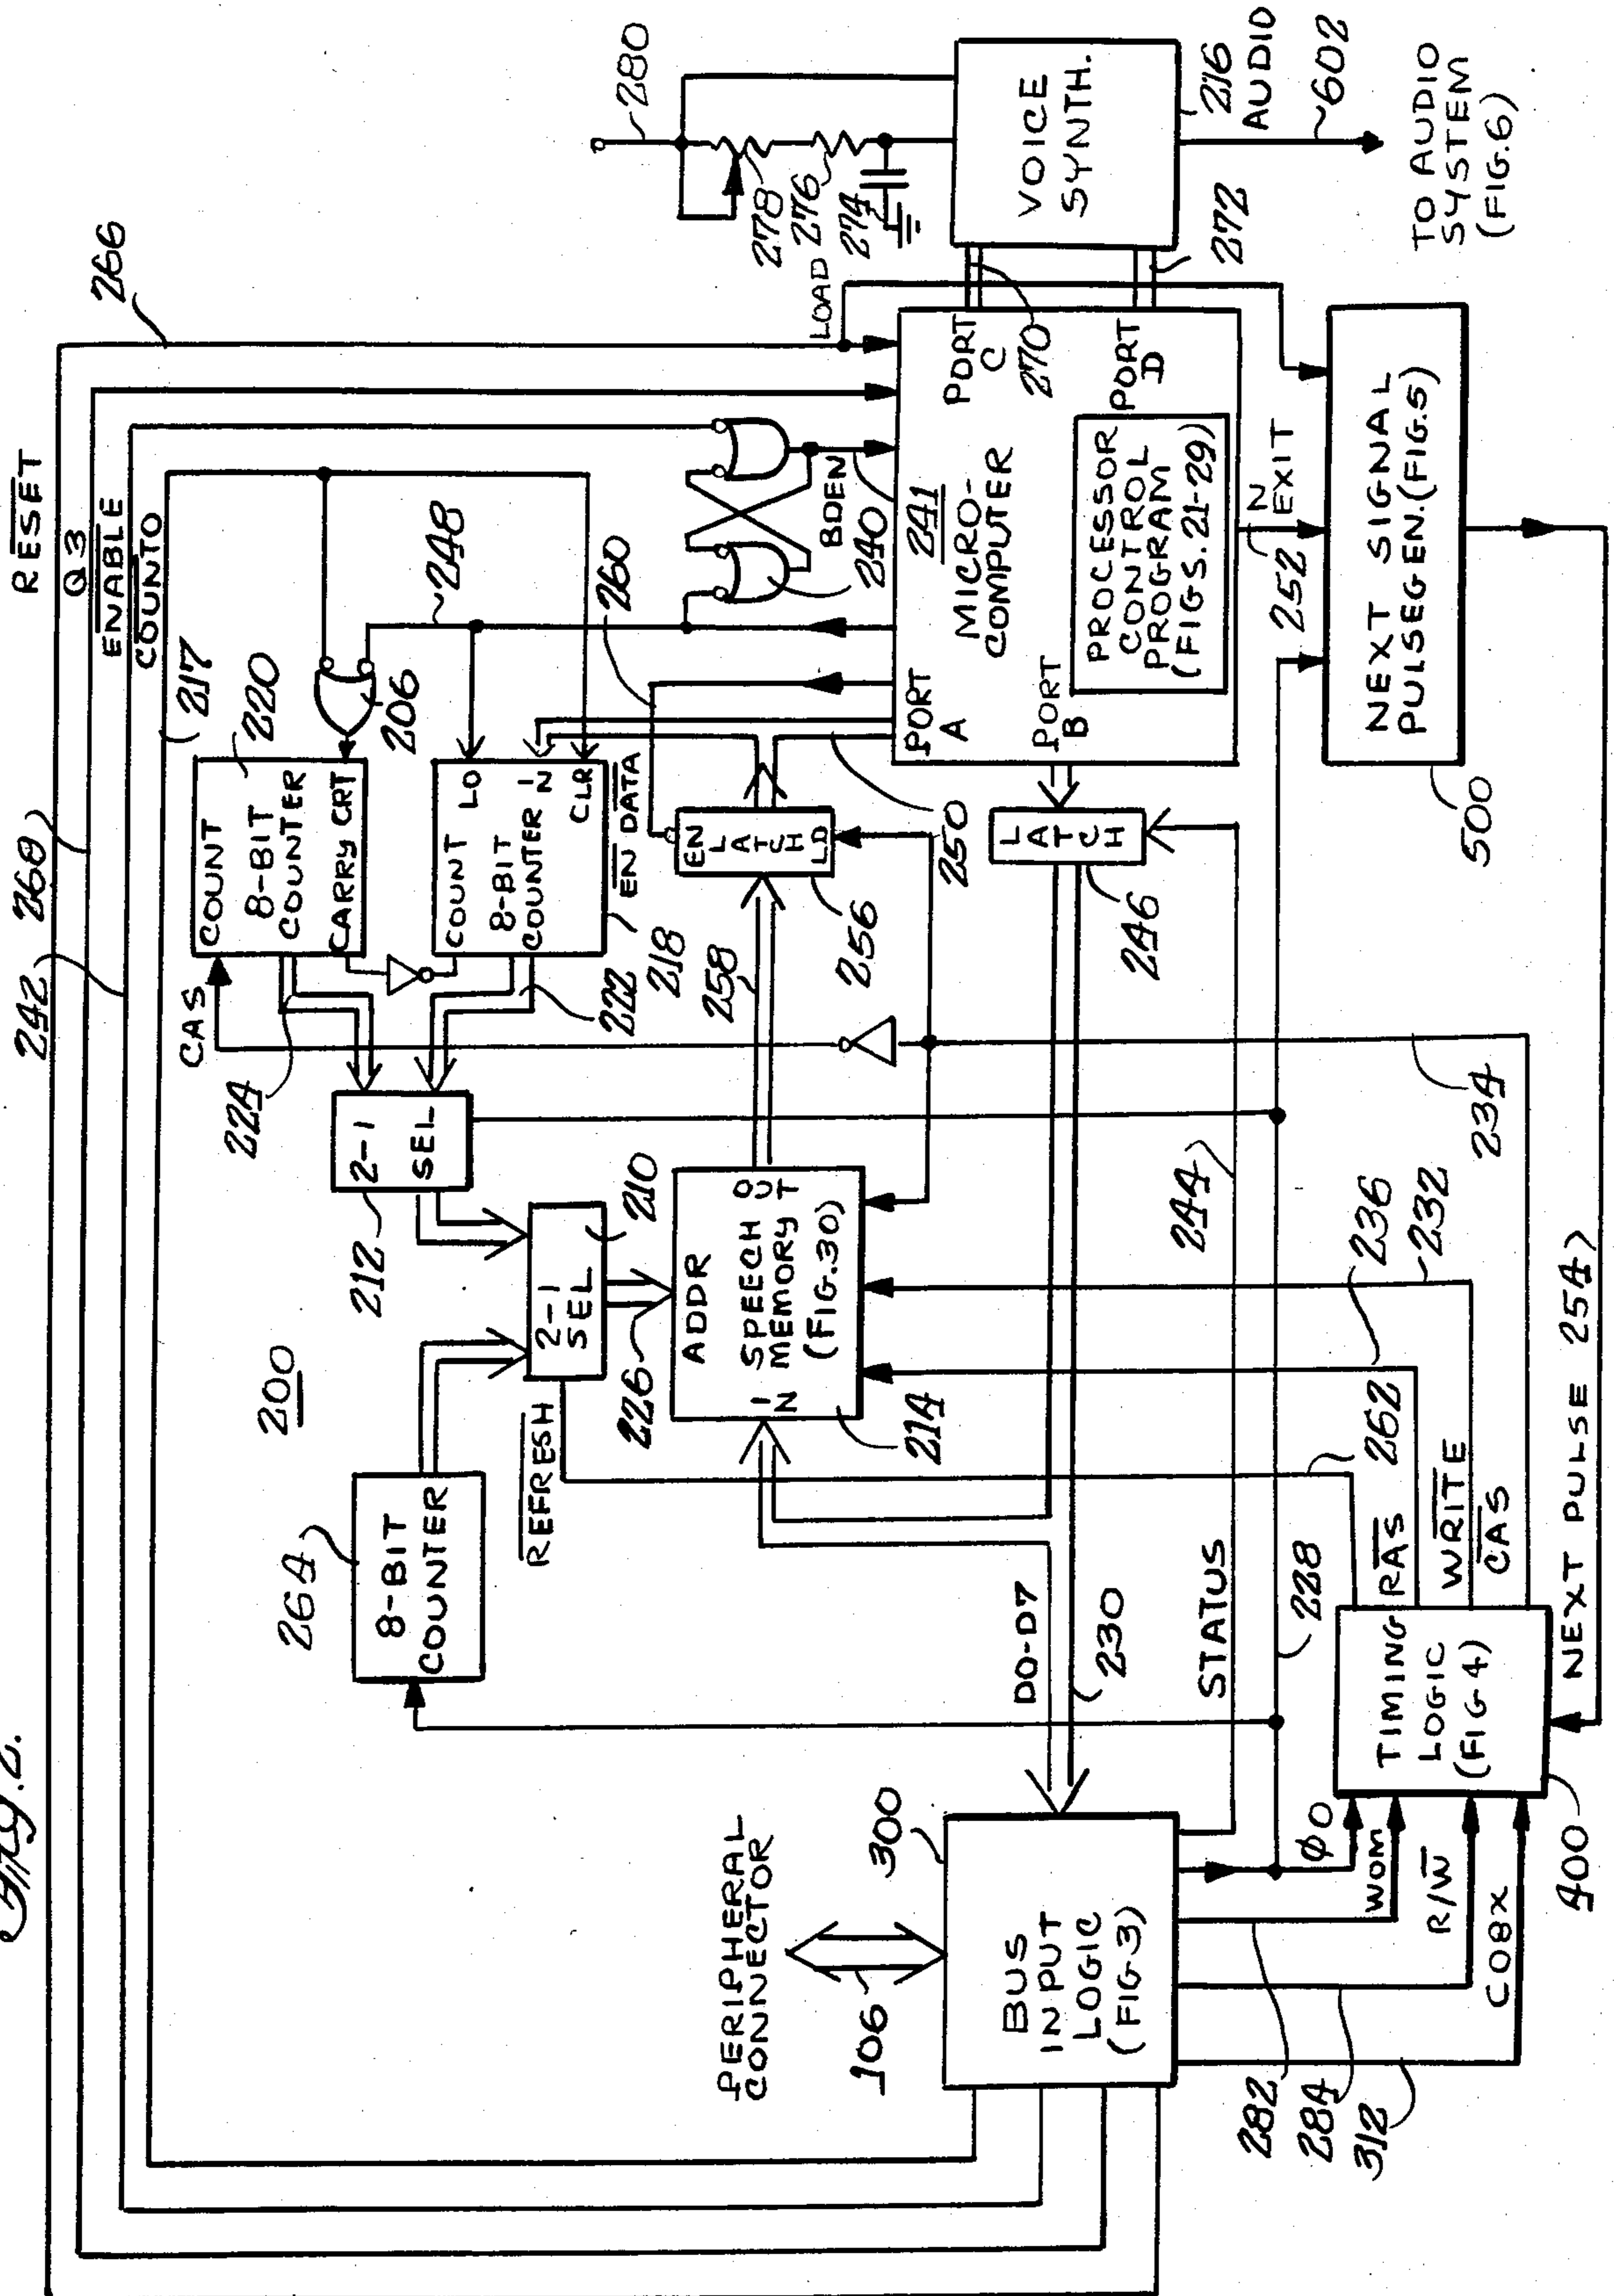 Fig. 2.
RESET
Q3
ENABLE
COUNTO
242
268
266
217
200
264
8-BIT
COUNTER
REFRESH
212
2-1
SEL
224
CAS
COUNT
8-BIT
COUNTER
CARRY CRT
220
206
248
COUNT LD
8-BIT
COUNTER IN
CLR
222
218
EN DATA
260
2-1
SEL
210
226
ADDR
IN
SPEECH
MEMORY
(FIG.30)
OUT
214
258
EN
LATCH
LD
256
250
BDEN
240
240
LOAD
280
278
276
274
PERIPHERAL
CONNECTOR
106
300
BUS
INPUT
LOGIC
(FIG.3)
D0-D7
230
LATCH
246
PORT
A
PORT
B
241
MICRO-
COMPUTER
PORT
C
270
PORT
D
PROCESSOR
CONTROL
PROGRAM
(FIGS.21-29)
272
VOICE
SYNTH.
216
AUDIO
602
TO AUDIO
SYSTEM
(FIG.6)
STATUS
244
228
262
236
232
234
282
284
312
Φ0
WOM
R/W
C08X
TIMING
LOGIC
(FIG.4)
RAS
WRITE
CAS
400
252
2
EXIT
NEXT SIGNAL
PULSE GEN. (FIG.5)
500
NEXT PULSE 254